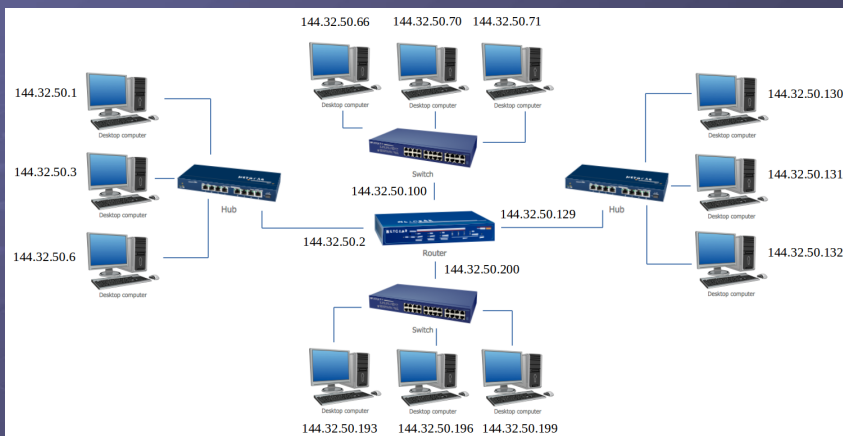 144.32.50.66 144.32.50.70 144.32.50.71
Desktop computer Desktop computer Desktop computer
144.32.50.1
Desktop computer
144.32.50.130
Desktop computer
Switch
144.32.50.3
Desktop computer
Hub
144.32.50.100
Hub
144.32.50.131
Desktop computer
144.32.50.129
144.32.50.2
NETGEAR
Router
144.32.50.6
Desktop computer
144.32.50.132
Desktop computer
144.32.50.200
Switch
Desktop computer Desktop computer Desktop computer
144.32.50.193 144.32.50.196 144.32.50.199